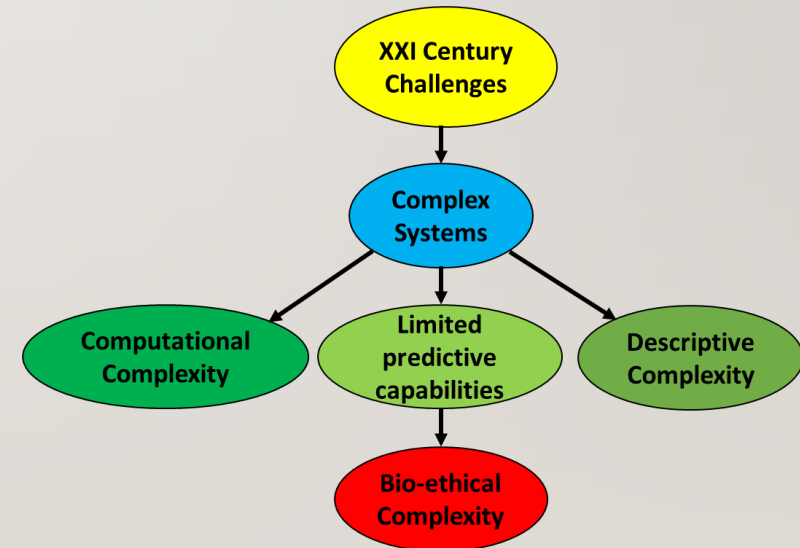 XXI Century
Challenges
Complex
Systems
Computational
Complexity
Limited
predictive
capabilities
Descriptive
Complexity
Bio-ethical
Complexity